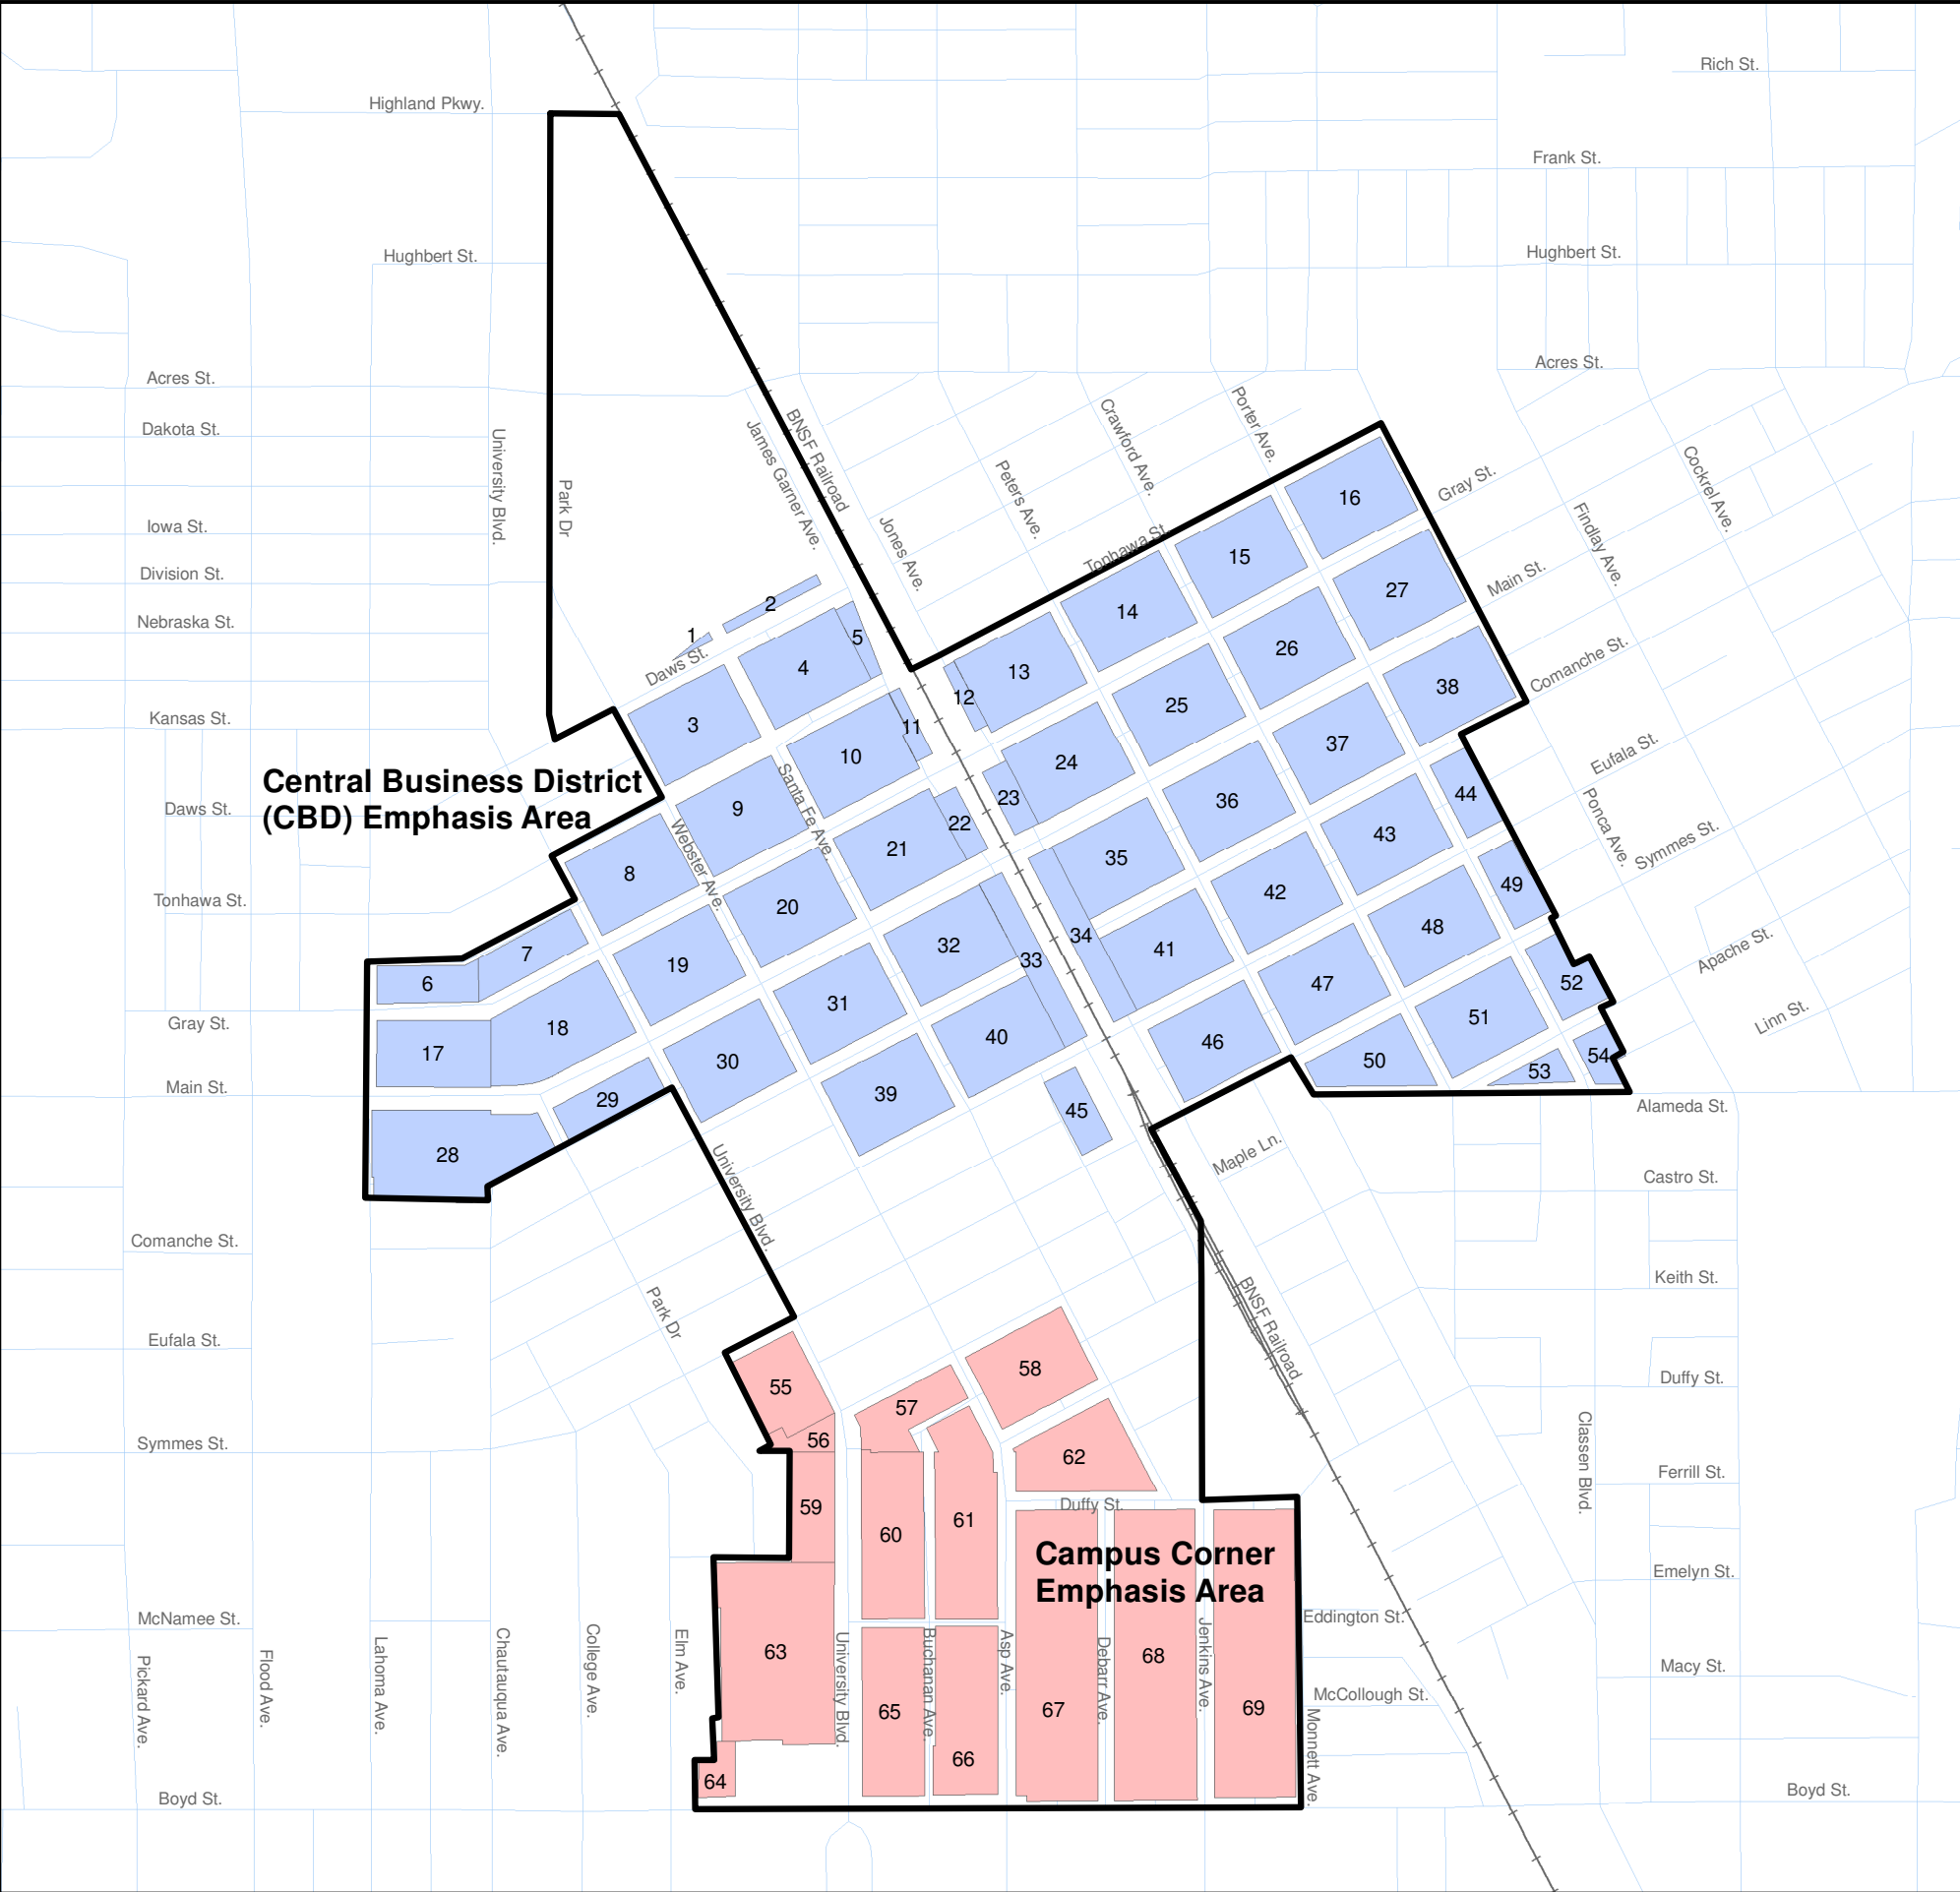 Rich St.
Highland Pkwy.
Frank St.
Hughbert St.
Hughbert St.
Acres St.
Acres St.
Dakota St.
University Blvd.
Park Dr
James Garner Ave.
BNSF Railroad
Jones Ave.
Peters Ave.
Crawford Ave.
Porter Ave.
Tonhawa St.
Gray St.
Main St.
Comanche St.
Findlay Ave.
Cockrel Ave.
Iowa St.
Division St.
Nebraska St.
Kansas St.
Daws St.
Central Business District
(CBD) Emphasis Area
Daws St.
Tonhawa St.
Webster Ave.
Santa Fe Ave.
Eufala St.
Symmes St.
Ponca Ave.
Apache St.
Linn St.
Gray St.
Main St.
Alameda St.
1
2
3
4
5
6
7
8
9
10
11
12
13
14
15
16
17
18
19
20
21
22
23
24
25
26
27
28
29
30
31
32
33
34
35
36
37
38
39
40
41
42
43
44
45
46
47
48
49
50
51
52
53
54
Maple Ln.
Castro St.
Comanche St.
University Blvd.
Park Dr
BNSF Railroad
Keith St.
Eufala St.
Duffy St.
Symmes St.
Classen Blvd.
Ferrill St.
55
56
57
58
59
60
61
62
Duffy St.
Campus Corner
Emphasis Area
Emelyn St.
Eddington St.
McNamee St.
63
64
65
66
67
68
69
Macy St.
McCollough St.
Pickard Ave.
Flood Ave.
Lahoma Ave.
Chautauqua Ave.
College Ave.
Elm Ave.
University Blvd.
Buchanan Ave.
Asp Ave.
Debarr Ave.
Jenkins Ave.
Monnett Ave.
Boyd St.
Boyd St.